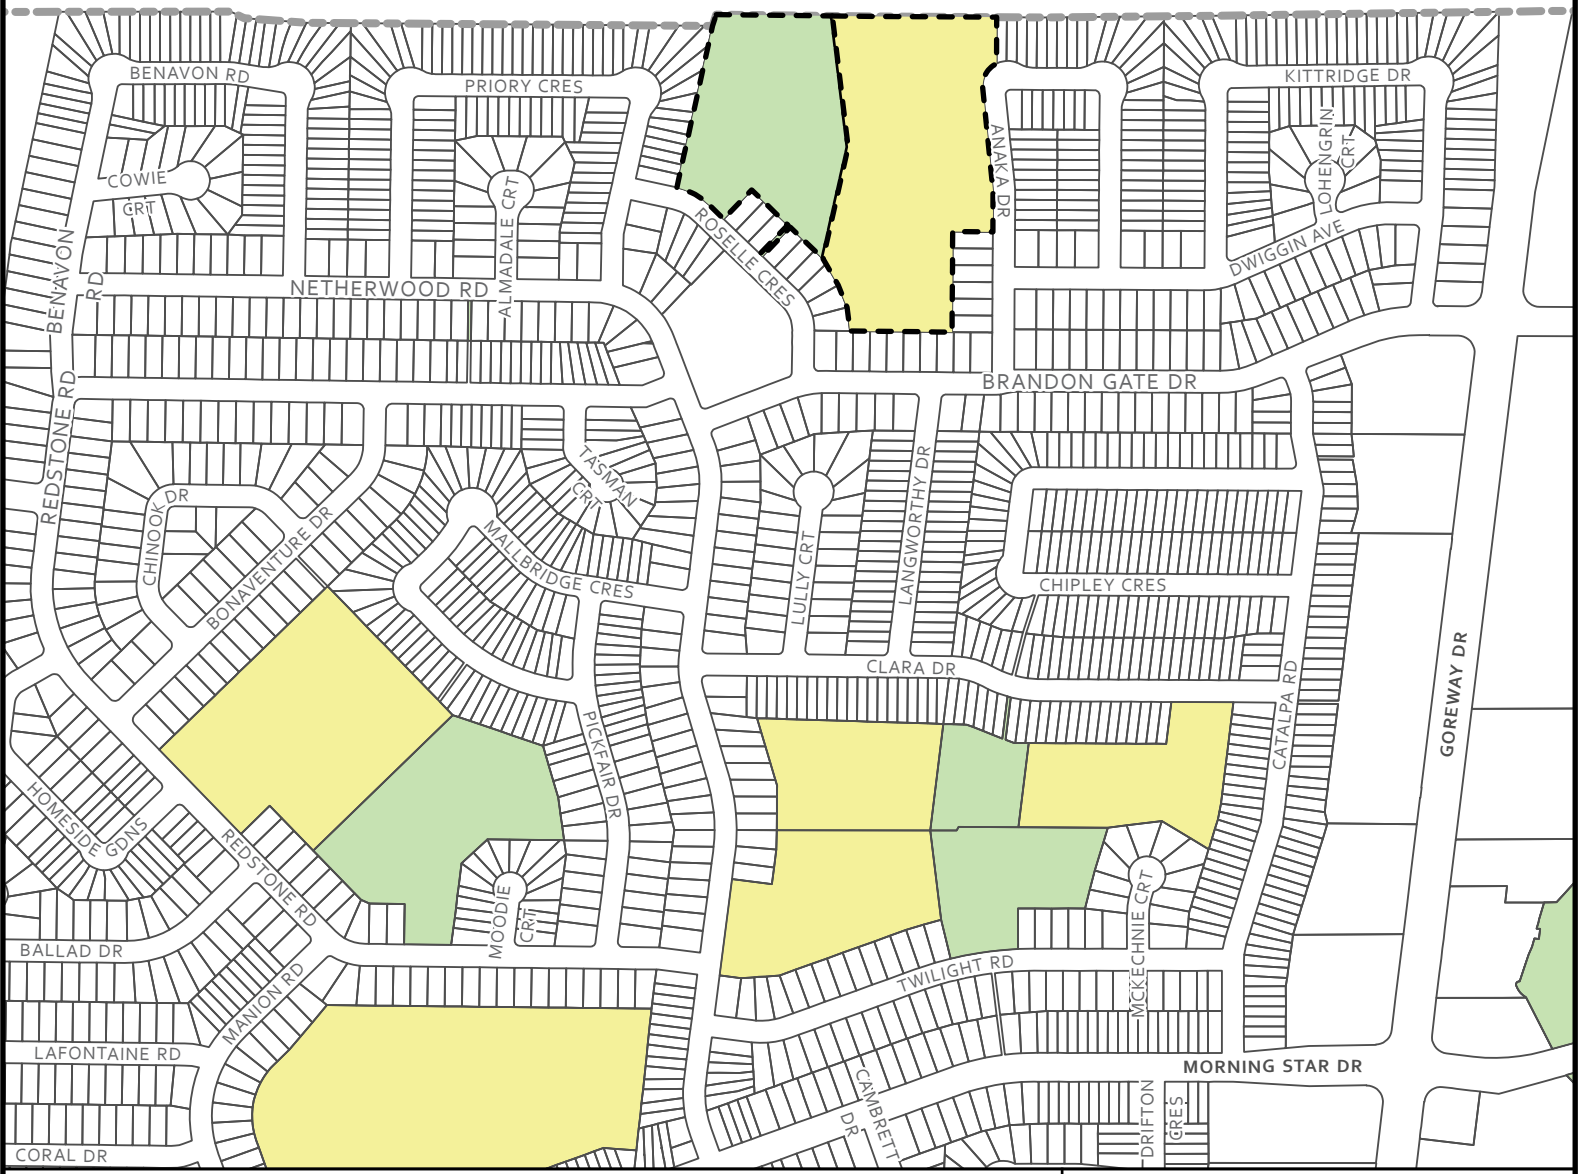 BENAVON RD
PRIORY CRES
KITTRIDGE DR
COWIE
CRT
ALMADALE CRT
ANAKA DR
LOHENGRIN
CRT
ROSELLE CRES
DWIGGIN AVE
BENAVON
RD
NETHERWOOD RD
BRANDON GATE DR
REDSTONE RD
TASMAN
CRT
CHINOOK
DR
BONAVENTURE DR
MALLBRIDGE CRES
LULLY CRT
LANGWORTHY DR
CHIPLEY CRES
CLARA DR
GOREWAY DR
CATALPA RD
PICKFAIR DR
HOMESIDE GDNS
REDSTONE RD
MOODIE
CRT
MCKECHNIE CRT
BALLAD DR
TWILIGHT RD
MANION RD
LAFONTAINE RD
MORNING STAR DR
CAMBRETT
DR
DRIFTON
CRES
CORAL DR